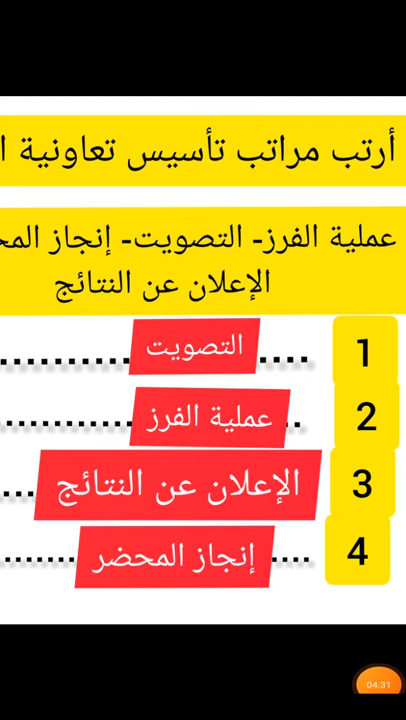 أرتب مراتب تأسيس تعاونية
عملية الفرز- التصويت- إنجاز
الإعلان عن النتائج
1 التصويت
2 عملية الفرز
3 الإعلان عن النتائج
4 إنجاز المحضر
04:31